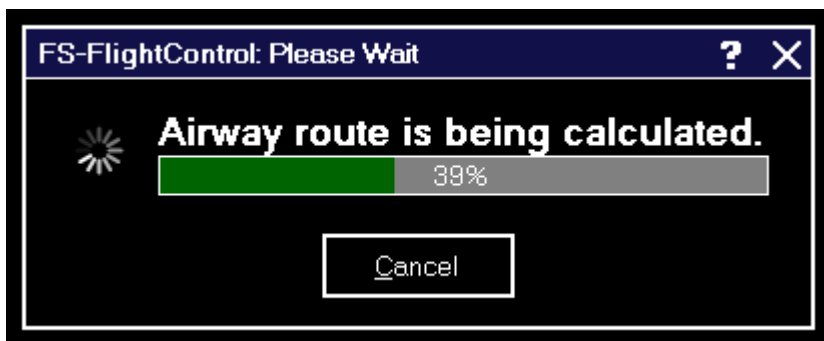 FS-FlightControl: Please Wait ? X
Airway route is being calculated.
39%
Cancel